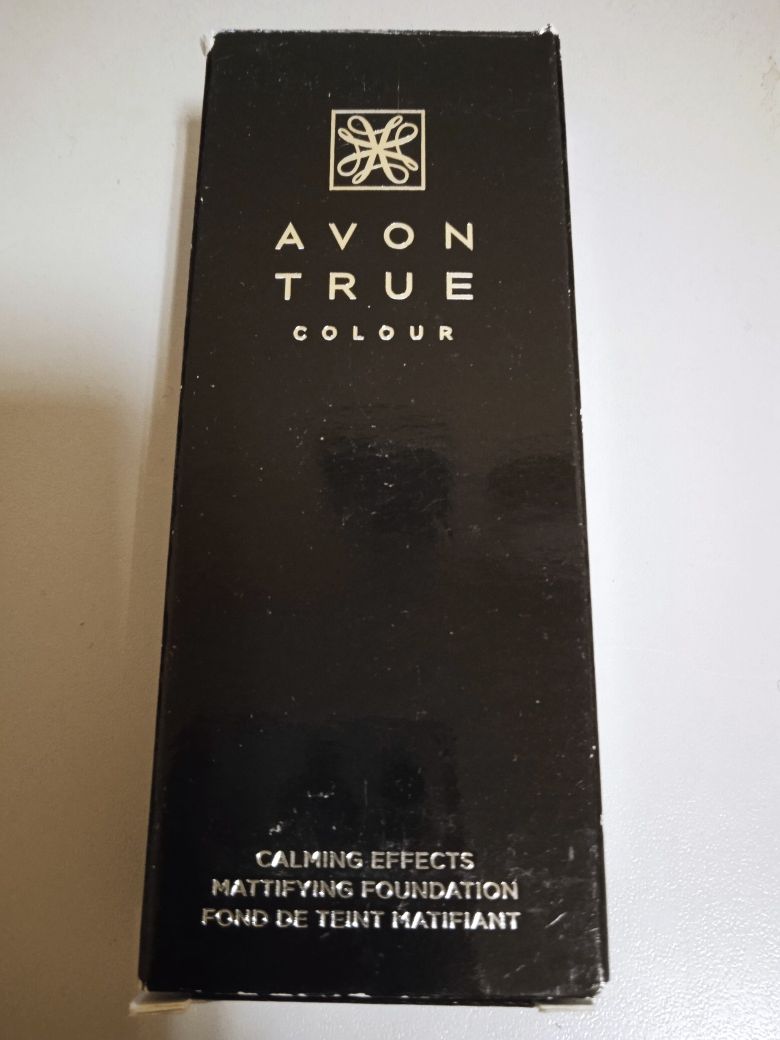 AVON
TRUE
COLOUR
CALMING EFFECTS
MATTIFYING FOUNDATION
FOND DE TEINT MATIFIANT